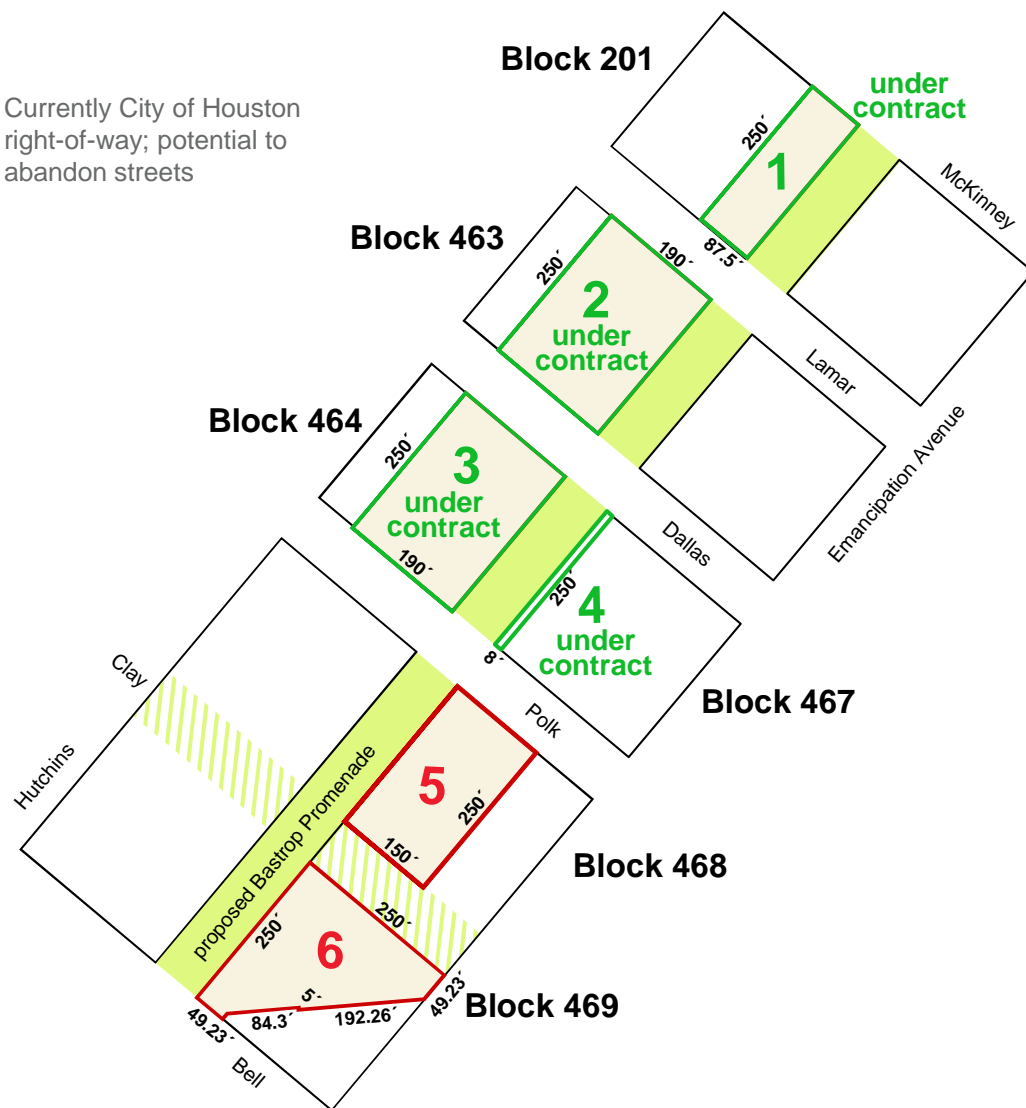 Block 201
under
contract
Currently City of Houston
right-of-way; potential to
abandon streets
250´
1
McKinney
87.5´
Block 463
190´
250´
2
under
contract
Lamar
Emancipation Avenue
Block 464
250´
3
under
contract
190´
Dallas
250´
4
under
contract
8´
Block 467
Polk
Clay
Hutchins
proposed Bastrop Promenade
5
250´
150´
Block 468
250´
250´
6
5´
49.23´
84.3´
192.26´
49.23´
Block 469
Bell